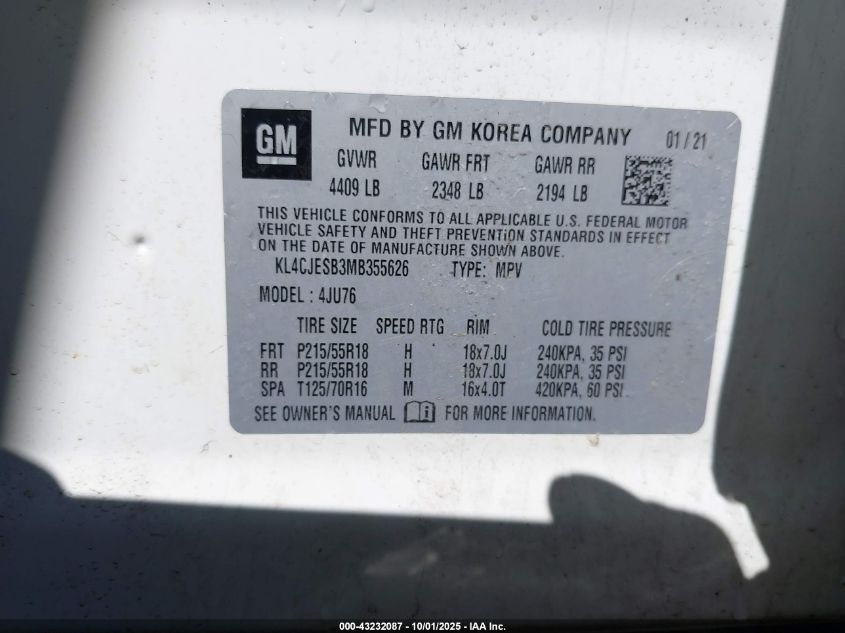 GM MFD BY GM KOREA COMPANY 01 / 21
GVWR GAWR FRT GAWR RR
4409 LB 2348 LB 2194 LB
THIS VEHICLE CONFORMS TO ALL APPLICABLE U.S. FEDERAL MOTOR
VEHICLE SAFETY AND THEFT PREVENTION STANDARDS IN EFFECT
ON THE DATE OF MANUFACTURE SHOWN ABOVE.
KL4CJESB3MB355626 TYPE: MPV
MODEL : 4JU76
TIRE SIZE SPEED RTG RIM COLD TIRE PRESSURE
FRT P215/55R18 H 18x7.0J 240KPA, 35 PSI
RR P215/55R18 H 18x7.0J 240KPA, 35 PSI
SPA T125/70R16 M 16x4.0T 420KPA, 60 PSI
SEE OWNER'S MANUAL FOR MORE INFORMATION.
000-43232087 - 10/01/2025 - IAA Inc.